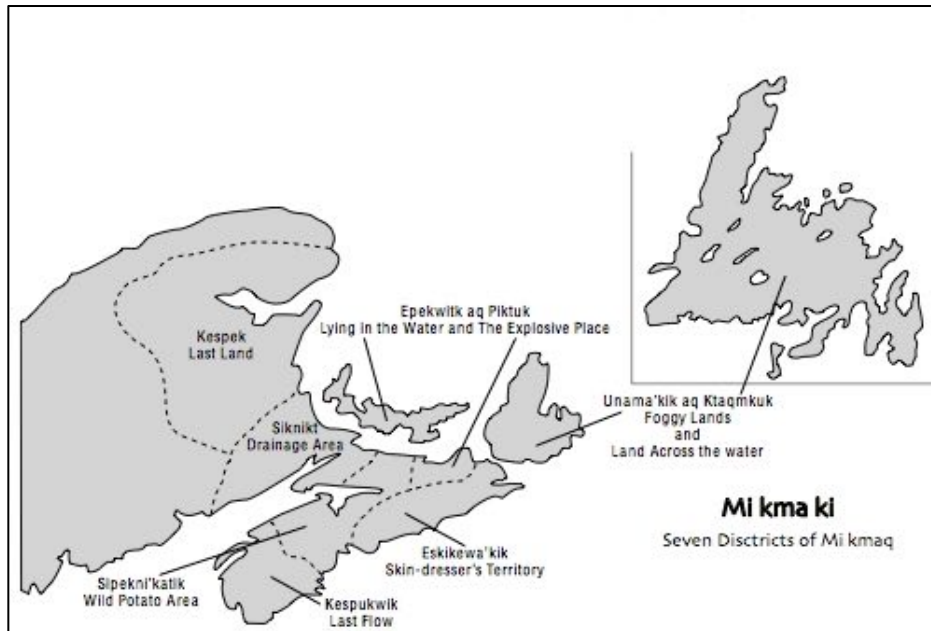 Kespek
Last Land
Epekwitk aq Piktuk
Lying in the Water and The Explosive Place
Siknikt
Drainage Area
Unama'kik aq Ktaqmkuk
Foggy Lands
and
Land Across the water
Mi kma ki
Seven Disctricts of Mi kmaq
Eskikewa'kik
Skin-dresser's Territory
Sipekni'katik
Wild Potato Area
Kespukwik
Last Flow